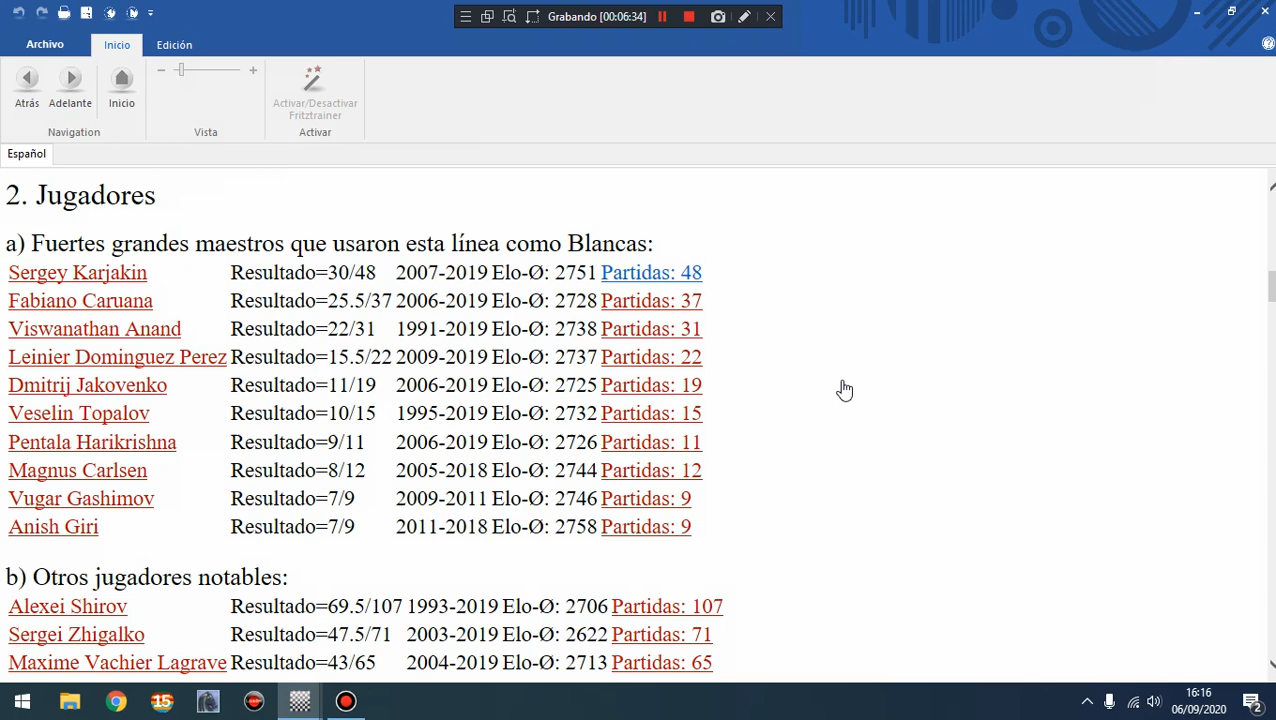 Grabando [00:06:34]
Archivo Inicio Edición
Atrás Adelante Inicio
Activar/Desactivar
Fritztrainer
Navigation Vista Activar
Español
2. Jugadores
a) Fuertes grandes maestros que usaron esta línea como Blancas:
Sergey Karjakin Resultado=30/48 2007-2019 Elo-Ø: 2751 Partidas: 48
Fabiano Caruana Resultado=25.5/37 2006-2019 Elo-Ø: 2728 Partidas: 37
Viswanathan Anand Resultado=22/31 1991-2019 Elo-Ø: 2738 Partidas: 31
Leinier Dominguez Perez Resultado=15.5/22 2009-2019 Elo-Ø: 2737 Partidas: 22
Dmitrij Jakovenko Resultado=11/19 2006-2019 Elo-Ø: 2725 Partidas: 19
Veselin Topalov Resultado=10/15 1995-2019 Elo-Ø: 2732 Partidas: 15
Pentala Harikrishna Resultado=9/11 2006-2019 Elo-Ø: 2726 Partidas: 11
Magnus Carlsen Resultado=8/12 2005-2018 Elo-Ø: 2744 Partidas: 12
Vugar Gashimov Resultado=7/9 2009-2011 Elo-Ø: 2746 Partidas: 9
Anish Giri Resultado=7/9 2011-2018 Elo-Ø: 2758 Partidas: 9
b) Otros jugadores notables:
Alexei Shirov Resultado=69.5/107 1993-2019 Elo-Ø: 2706 Partidas: 107
Sergei Zhigalko Resultado=47.5/71 2003-2019 Elo-Ø: 2622 Partidas: 71
Maxime Vachier Lagrave Resultado=43/65 2004-2019 Elo-Ø: 2713 Partidas: 65
15
16:16
06/09/2020
2